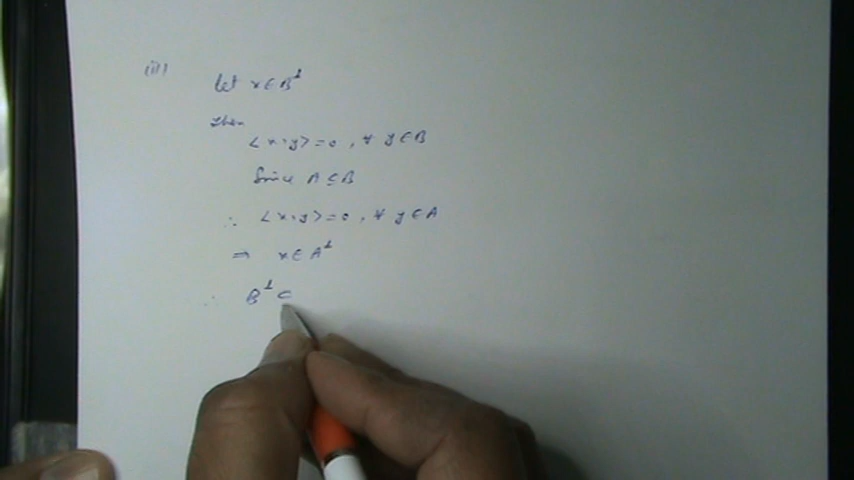 (iii)
let x∈B⊥
then
<x,y>=0, ∀ y∈B
Since A⊆B
∴ <x,y>=0, ∀ y∈A
⇒ x∈A⊥
∴ B⊥ ⊂